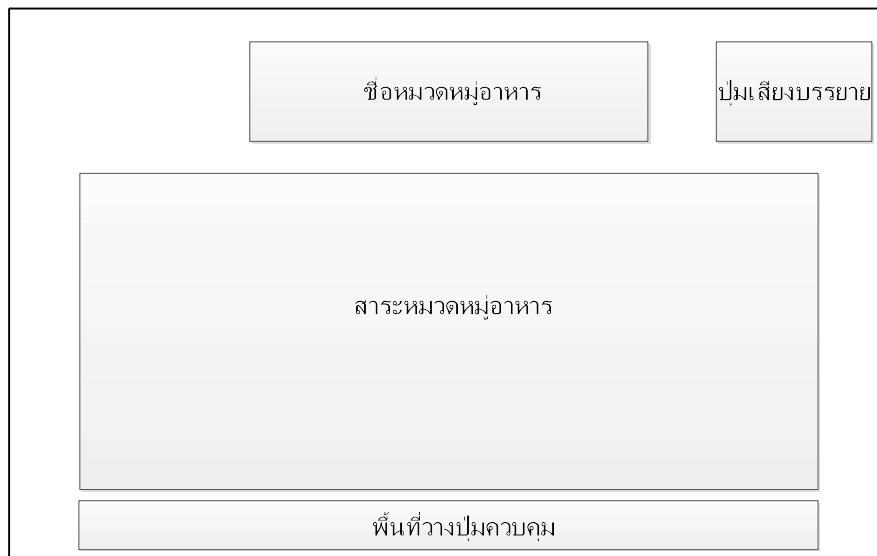 ชื่อหมวดหมู่อาหาร
ปุ่มเสียงบรรยาย
สาระหมวดหมู่อาหาร
พื้นที่วางปุ่มควบคุม